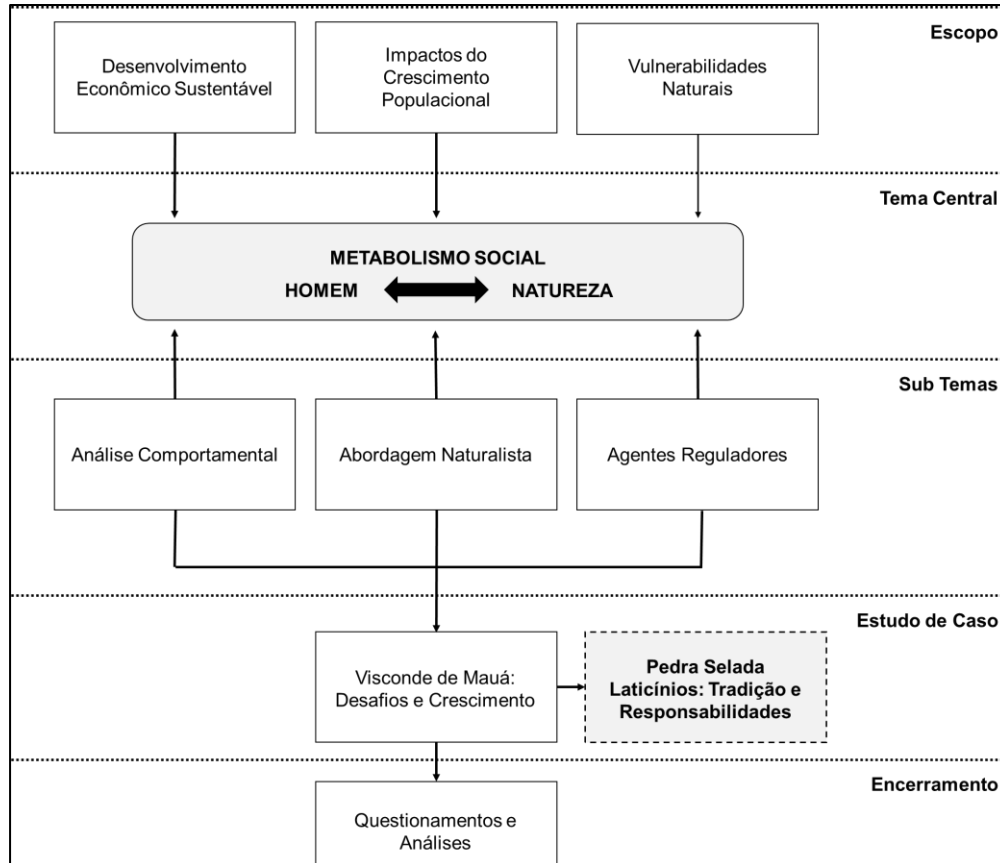 Escopo
Desenvolvimento
Econômico Sustentável
Impactos do
Crescimento
Populacional
Vulnerabilidades
Naturais
Tema Central
METABOLISMO SOCIAL
HOMEM NATUREZA
Sub Temas
Análise Comportamental
Abordagem Naturalista
Agentes Reguladores
Estudo de Caso
Visconde de Mauá:
Desafios e Crescimento
Pedra Selada
Laticínios: Tradição e
Responsabilidades
Encerramento
Questionamentos e
Análises